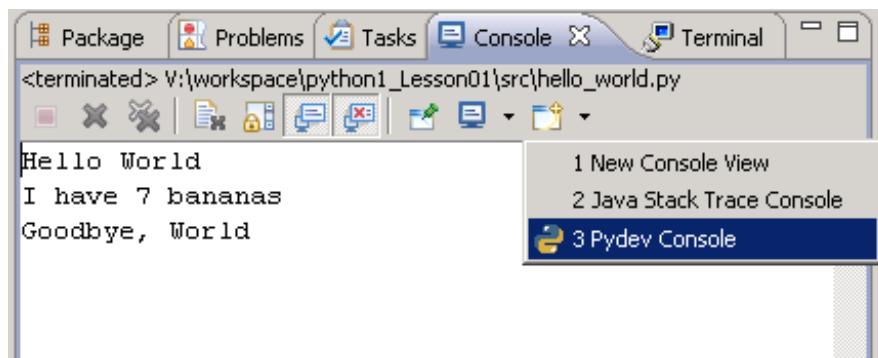 Package Problems Tasks Console Terminal
<terminated> V:\workspace\python1_Lesson01\src\hello_world.py
Hello World
I have 7 bananas
Goodbye, World
1 New Console View
2 Java Stack Trace Console
3 Pydev Console